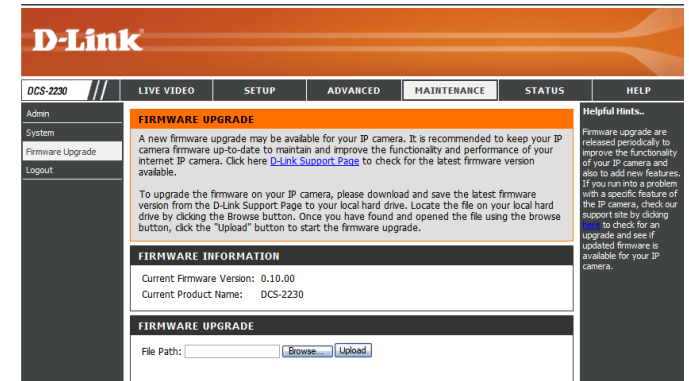 D-Link
DCS-2230 LIVE VIDEO SETUP ADVANCED MAINTENANCE STATUS HELP
Admin
System
Firmware Upgrade
Logout
FIRMWARE UPGRADE
A new firmware upgrade may be available for your IP camera. It is recommended to keep your IP
camera firmware up-to-date to maintain and improve the functionality and performance of your
internet IP camera. Click here D-Link Support Page to check for the latest firmware version
available.
To upgrade the firmware on your IP camera, please download and save the latest firmware
version from the D-Link Support Page to your local hard drive. Locate the file on your local hard
drive by clicking the Browse button. Once you have found and opened the file using the browse
button, click the "Upload" button to start the firmware upgrade.
FIRMWARE INFORMATION
Current Firmware Version: 0.10.00
Current Product Name: DCS-2230
FIRMWARE UPGRADE
File Path: Browse... Upload
Helpful Hints..
Firmware upgrade are
released periodically to
improve the functionality
of your IP camera and
also to add new features.
If you run into a problem
with a specific feature of
the IP camera, check our
support site by clicking
here to check for an
upgrade and see if
updated firmware is
available for your IP
camera.